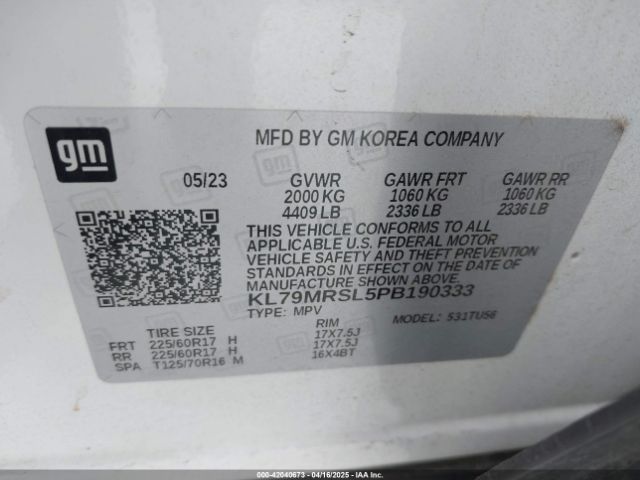 gm
MFD BY GM KOREA COMPANY
05/23 GVWR GAWR FRT GAWR RR
2000 KG 1060 KG 1060 KG
4409 LB 2336 LB 2336 LB
THIS VEHICLE CONFORMS TO ALL
APPLICABLE U.S. FEDERAL MOTOR
VEHICLE SAFETY AND THEFT PREVENTION
STANDARDS IN EFFECT ON THE DATE OF
MANUFACTURE SHOWN ABOVE.
KL79MRSL5PB190333
TYPE: MPV MODEL: 531TU56
TIRE SIZE RIM
FRT 225/60R17 H 17X7.5J
RR 225/60R17 H 17X7.5J
SPA T125/70R16 M 16X4BT
000-42040673 - 04/16/2025 - IAA Inc.